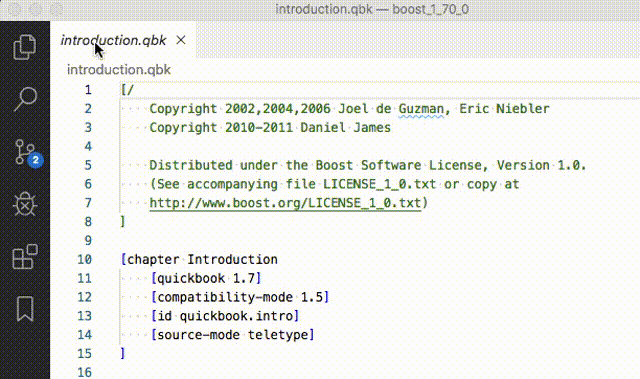 introduction.qbk — boost_1_70_0
introduction.qbk ×
introduction.qbk
1 [/
2 Copyright 2002,2004,2006 Joel de Guzman, Eric Niebler
3 Copyright 2010-2011 Daniel James
4
5 Distributed under the Boost Software License, Version 1.0.
6 (See accompanying file LICENSE_1_0.txt or copy at
7 http://www.boost.org/LICENSE_1_0.txt)
8 ]
9
10 [chapter Introduction
11 [quickbook 1.7]
12 [compatibility-mode 1.5]
13 [id quickbook.intro]
14 [source-mode teletype]
15 ]
16
2